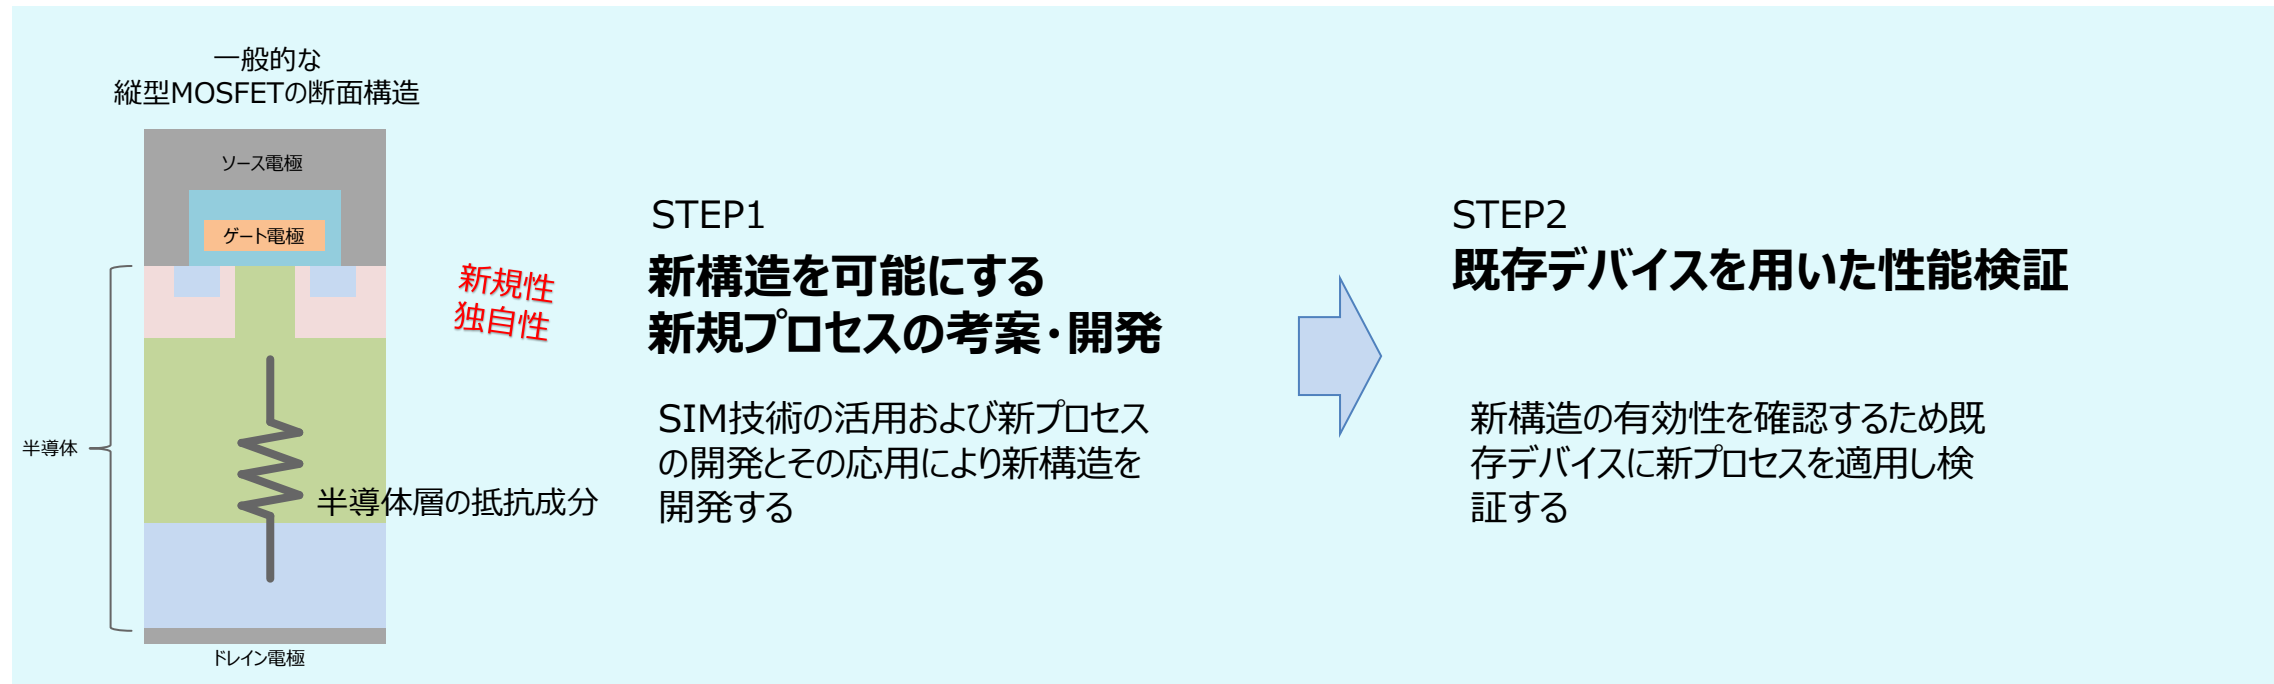 一般的な
縦型MOSFETの断面構造
ソース電極
ゲート電極
半導体
半導体層の抵抗成分
ドレイン電極
新規性
独自性
STEP1
新構造を可能にする
新規プロセスの考案・開発
SIM技術の活用および新プロセス
の開発とその応用により新構造を
開発する
STEP2
既存デバイスを用いた性能検証
新構造の有効性を確認するため既
存デバイスに新プロセスを適用し検
証する